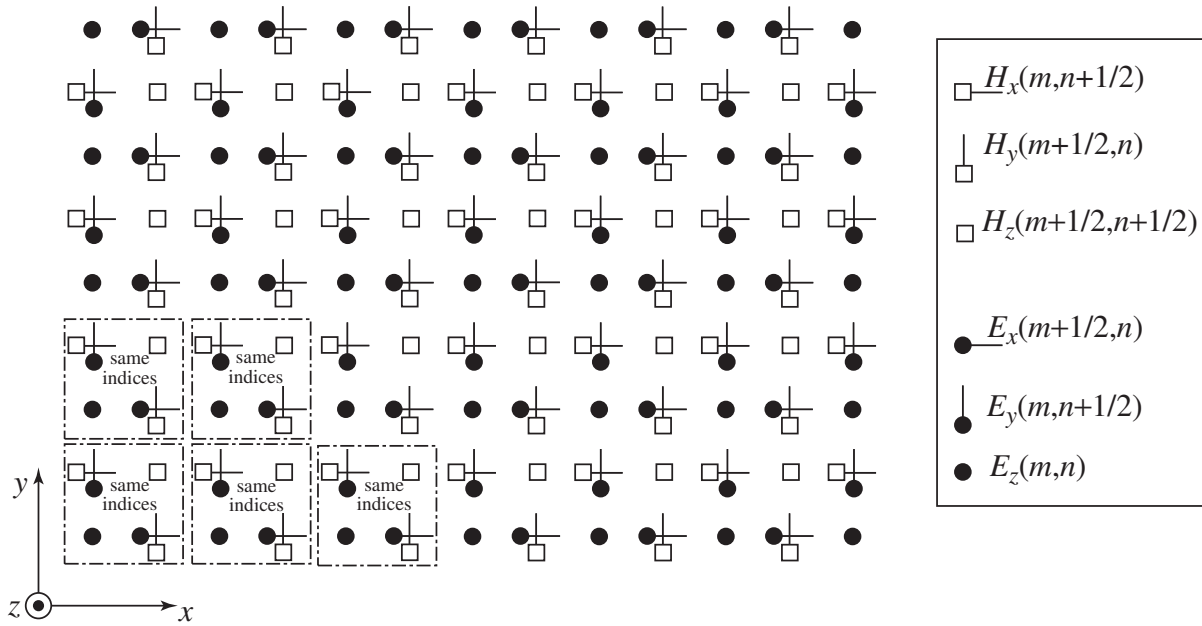 Hx(m,n+1/2)
Hy(m+1/2,n)
Hz(m+1/2,n+1/2)
Ex(m+1/2,n)
Ey(m,n+1/2)
Ez(m,n)
same
indices
same
indices
same
indices
same
indices
same
indices
y
z
x